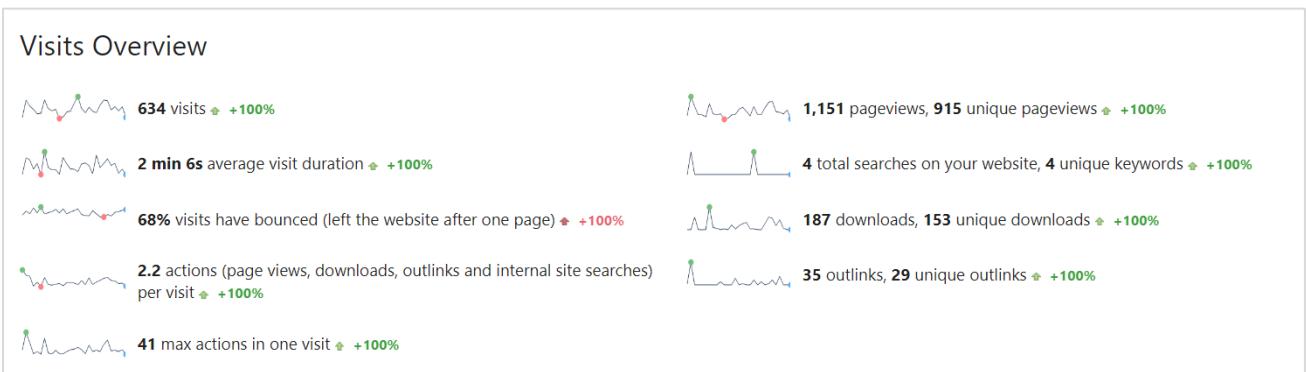 Visits Overview
634 visits +100%
2 min 6s average visit duration +100%
68% visits have bounced (left the website after one page) +100%
2.2 actions (page views, downloads, outlinks and internal site searches)
per visit +100%
41 max actions in one visit +100%
1,151 pageviews, 915 unique pageviews +100%
4 total searches on your website, 4 unique keywords +100%
187 downloads, 153 unique downloads +100%
35 outlinks, 29 unique outlinks +100%